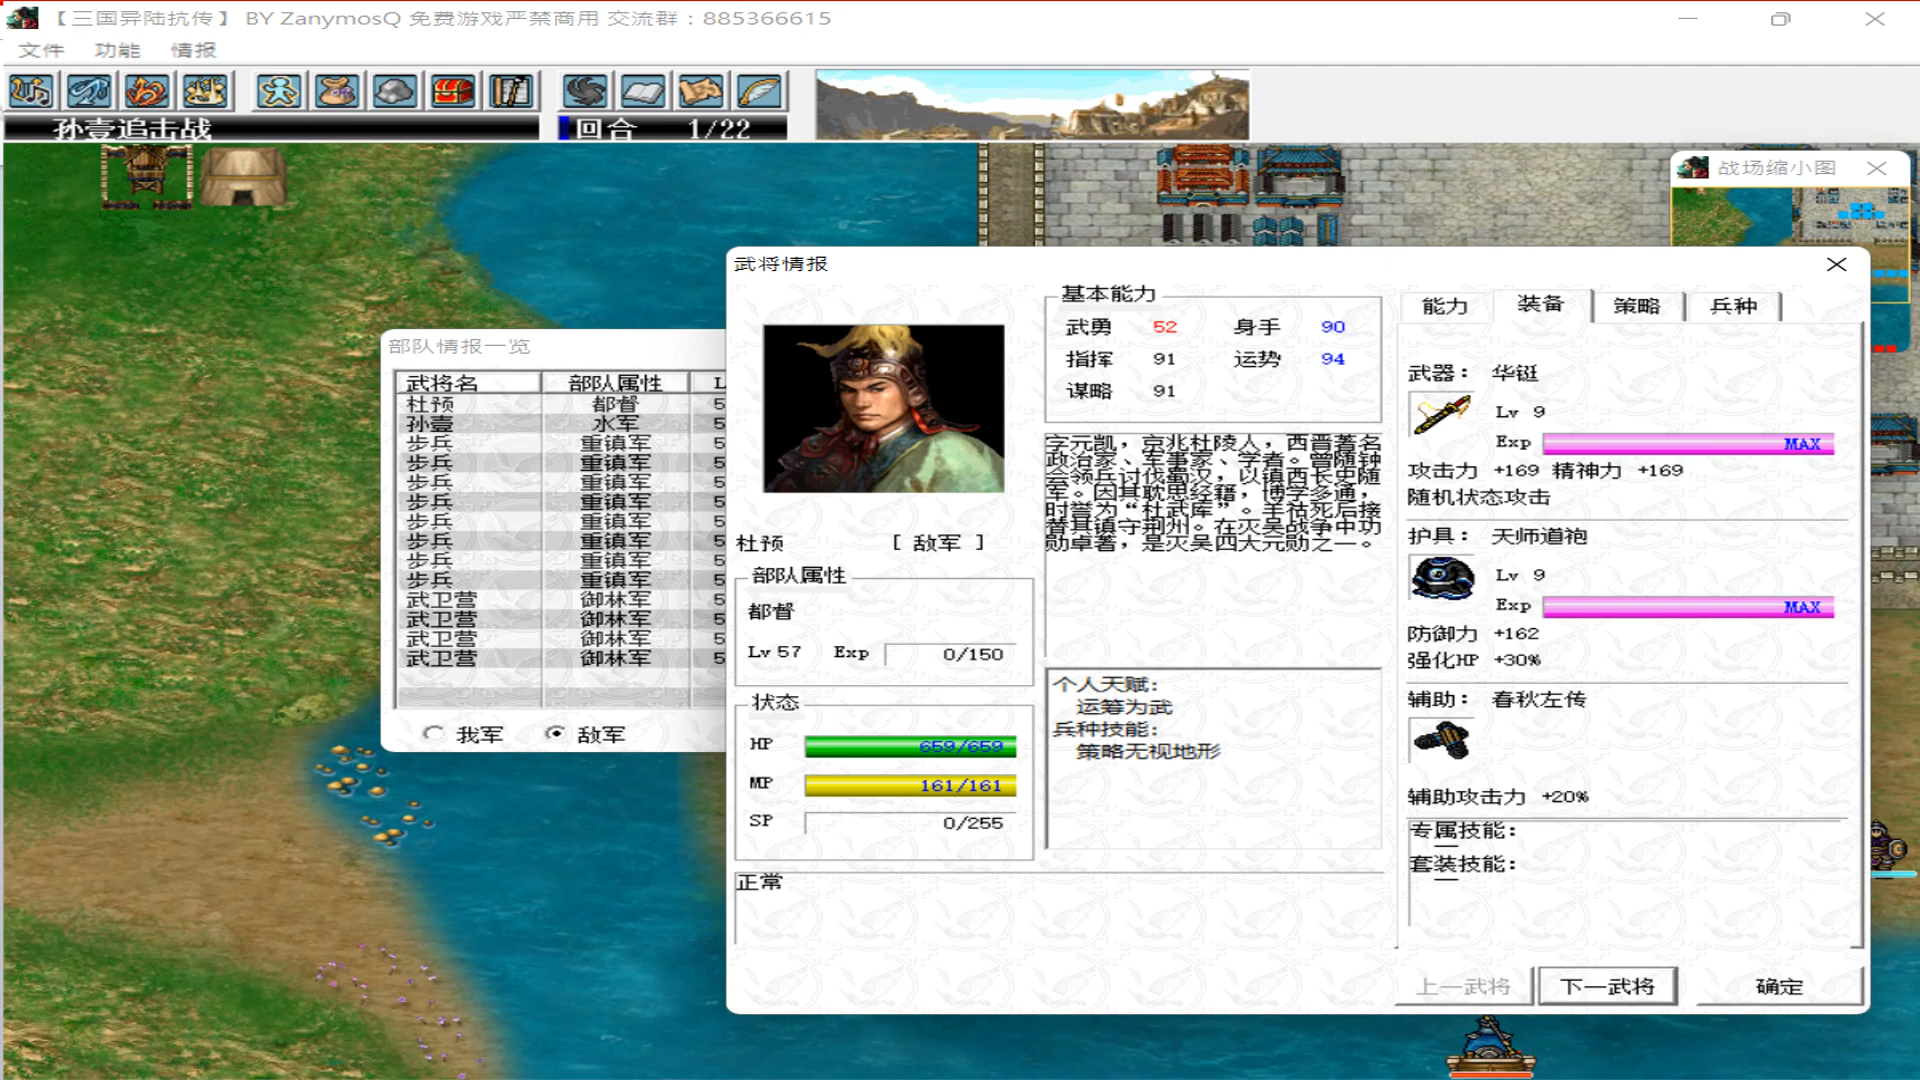 【三国异陆抗传】 BY ZanymosQ 免费游戏严禁商用 交流群：885366615
文件 功能 情报
孙壹追击战 回合 1/22
战场缩小图
武将情报
部队情报一览
武将名 部队属性 L
杜预 都督 5
孙壹 水军 5
步兵 重镇军 5
步兵 重镇军 5
步兵 重镇军 5
步兵 重镇军 5
步兵 重镇军 5
步兵 重镇军 5
步兵 重镇军 5
步兵 重镇军 5
武卫营 御林军 5
武卫营 御林军 5
武卫营 御林军 5
武卫营 御林军 5
我军 敌军
杜预 [ 敌军 ]
部队属性
都督
Lv 57 Exp 0/150
状态
HP 659/659
MP 161/161
SP 0/255
正常
基本能力
武勇 52 身手 90
指挥 91 运势 94
谋略 91
字元凯，京兆杜陵人，西晋著名
政治家、军事家、学者。曾随钟
会领兵讨伐蜀汉，以镇西长史随
军。因其耽思经籍，博学多通，
时誉为“杜武库”。羊祜死后接
替其镇守荆州。在灭吴战争中功
勋卓著，是灭吴四大元勋之一。
个人天赋:
运筹为武
兵种技能:
策略无视地形
能力 装备 策略 兵种
武器： 华铤
Lv 9
Exp MAX
攻击力 +169 精神力 +169
随机状态攻击
护具： 天师道袍
Lv 9
Exp MAX
防御力 +162
强化HP +30%
辅助： 春秋左传
辅助攻击力 +20%
专属技能:
—
套装技能:
—
上一武将 下一武将 确定